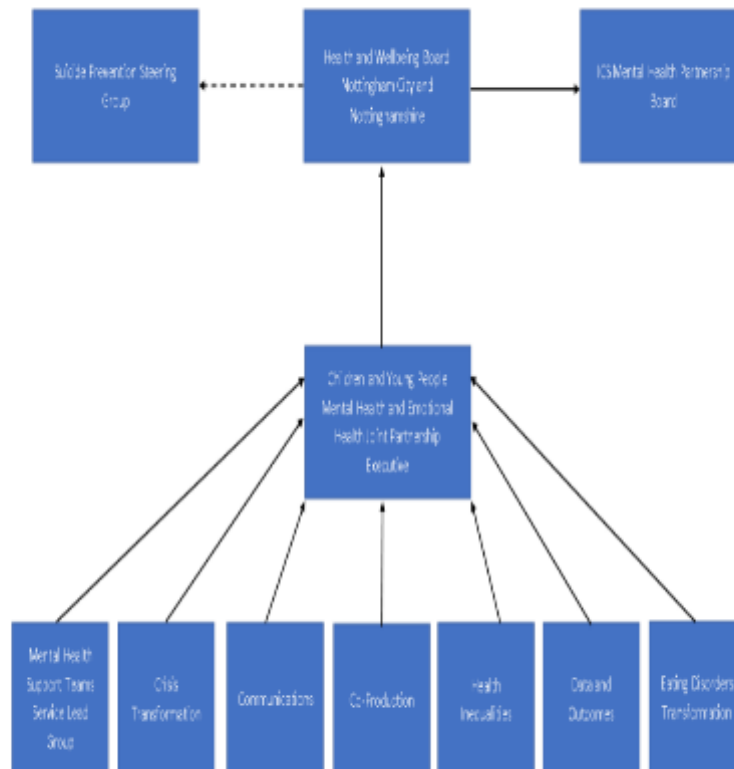 Suicide Prevention Steering
Group
Health and Wellbeing Board
Nottingham City and
Nottinghamshire
ICS Mental Health Partnership
Board
Children and Young People
Mental Health and Emotional
Health Joint Partnership
Executive
Mental Health
Support Teams
Service Lead
Group
Crisis
Transformation
Communications
Co-Production
Health
Inequalities
Data and
Outcomes
Eating Disorders
Transformation